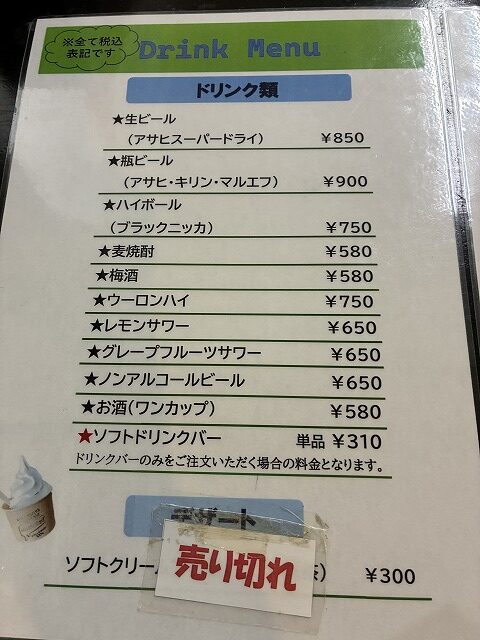 ※全て税込
表記です
Drink Menu
ドリンク類
★生ビール
(アサヒスーパードライ) ¥850
★瓶ビール
(アサヒ・キリン・マルエフ) ¥900
★ハイボール
(ブラックニッカ) ¥750
★麦焼酎 ¥580
★梅酒 ¥580
★ウーロンハイ ¥750
★レモンサワー ¥650
★グレープフルーツサワー ¥650
★ノンアルコールビール ¥650
★お酒(ワンカップ) ¥580
★ソフトドリンクバー 単品 ¥310
ドリンクバーのみをご注文いただく場合の料金となります。
デザート
売り切れ
ソフトクリー ) ¥300